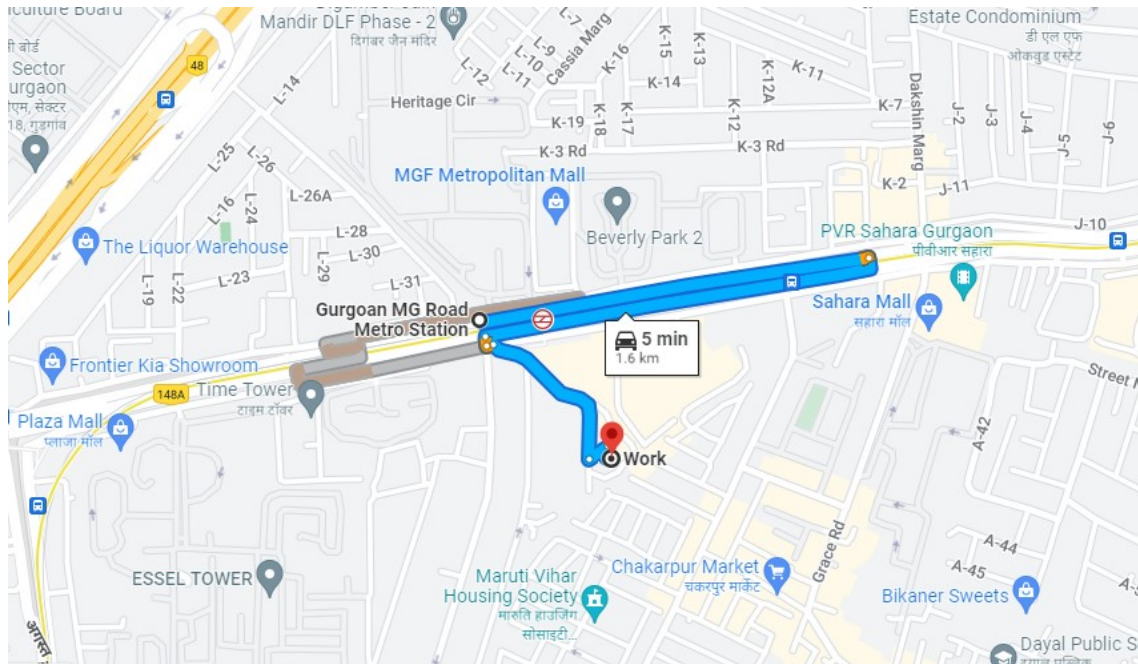 iculture Board
Mandir DLF Phase - 2
दिगंबर जैन मंदिर
L-7
L-9
L-10
L-11
L-12
Cassia Marg
K-16
K-15
K-13
K-11
Estate Condominium
डी एल एफ
ओकवुड एस्टेट
री बोर्ड
Sector
urgaon
एम, सेक्टर
18, गुड़गांव
48
L-14
Heritage Cir
K-14
K-12A
K-19
K-18
K-17
K-12
K-7
Dakshin Marg
J-2
J-3
J-4
J-5
J-6
K-3 Rd
K-3 Rd
L-25
L-26
L-16
L-24
L-26A
MGF Metropolitan Mall
K-2
J-11
The Liquor Warehouse
L-28
L-30
L-29
L-23
L-19
L-22
L-31
Beverly Park 2
PVR Sahara Gurgaon
पीवीआर सहारा
J-10
Gurgoan MG Road
Metro Station
Sahara Mall
सहारा मॉल
5 min
1.6 km
Frontier Kia Showroom
148A
Time Tower
टाइम टॉवर
Plaza Mall
प्लाजा मॉल
Street
A-42
Work
Grace Rd
A-44
A-45
ESSEL TOWER
Maruti Vihar
Housing Society
मारुति हाउजिंग
सोसाइटी...
Chakarpur Market
चकरपुर मार्केट
Bikaner Sweets
अगस्त
Dayal Public S